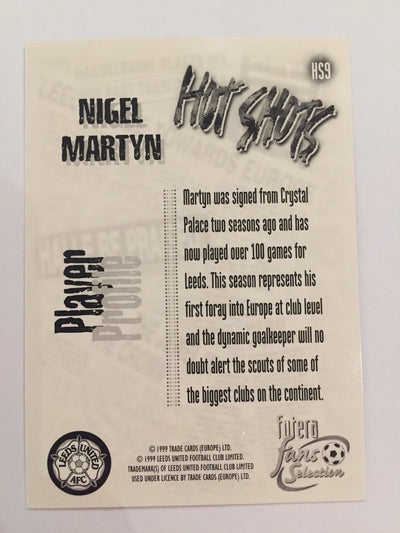 HS9
HOT SHOTS
NIGEL
MARTYN
Player
Profile
Martyn was signed from Crystal
Palace two seasons ago and has
now played over 100 games for
Leeds. This season represents his
first foray into Europe at club level
and the dynamic goalkeeper will no
doubt alert the scouts of some of
the biggest clubs on the continent.
LEEDS UNITED
AFC
© 1999 TRADE CARDS (EUROPE) LTD.
© 1999 LEEDS UNITED FOOTBALL CLUB LIMITED.
TRADEMARK(S) OF LEEDS UNITED FOOTBALL CLUB LIMITED
USED UNDER LICENCE BY TRADE CARDS (EUROPE) LTD.
Futera
Fans
Selection